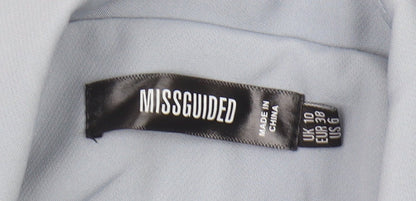 MISSGUIDED
MADE IN
CHINA
UK 10
EUR 38
US 6